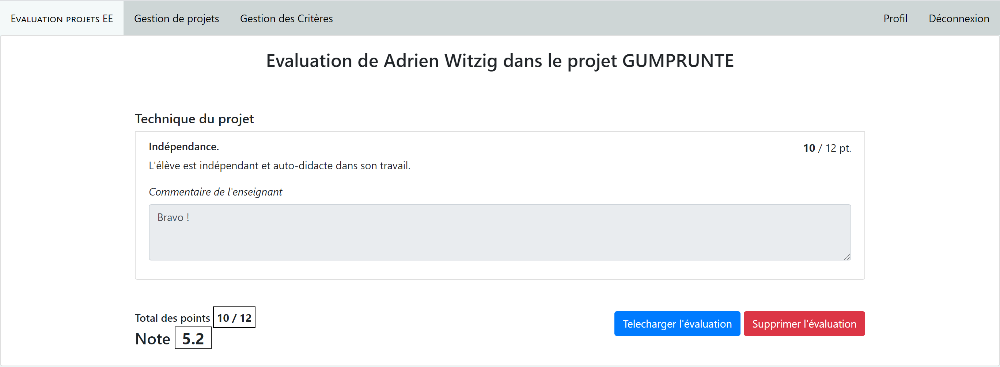 EVALUATION PROJETS EE Gestion de projets Gestion des Critères Profil Déconnexion
Evaluation de Adrien Witzig dans le projet GUMPRUNTE
Technique du projet
Indépendance. 10 / 12 pt.
L'élève est indépendant et auto-didacte dans son travail.
Commentaire de l'enseignant
Bravo !
Total des points 10 / 12 Telecharger l'évaluation Supprimer l'évaluation
Note 5.2